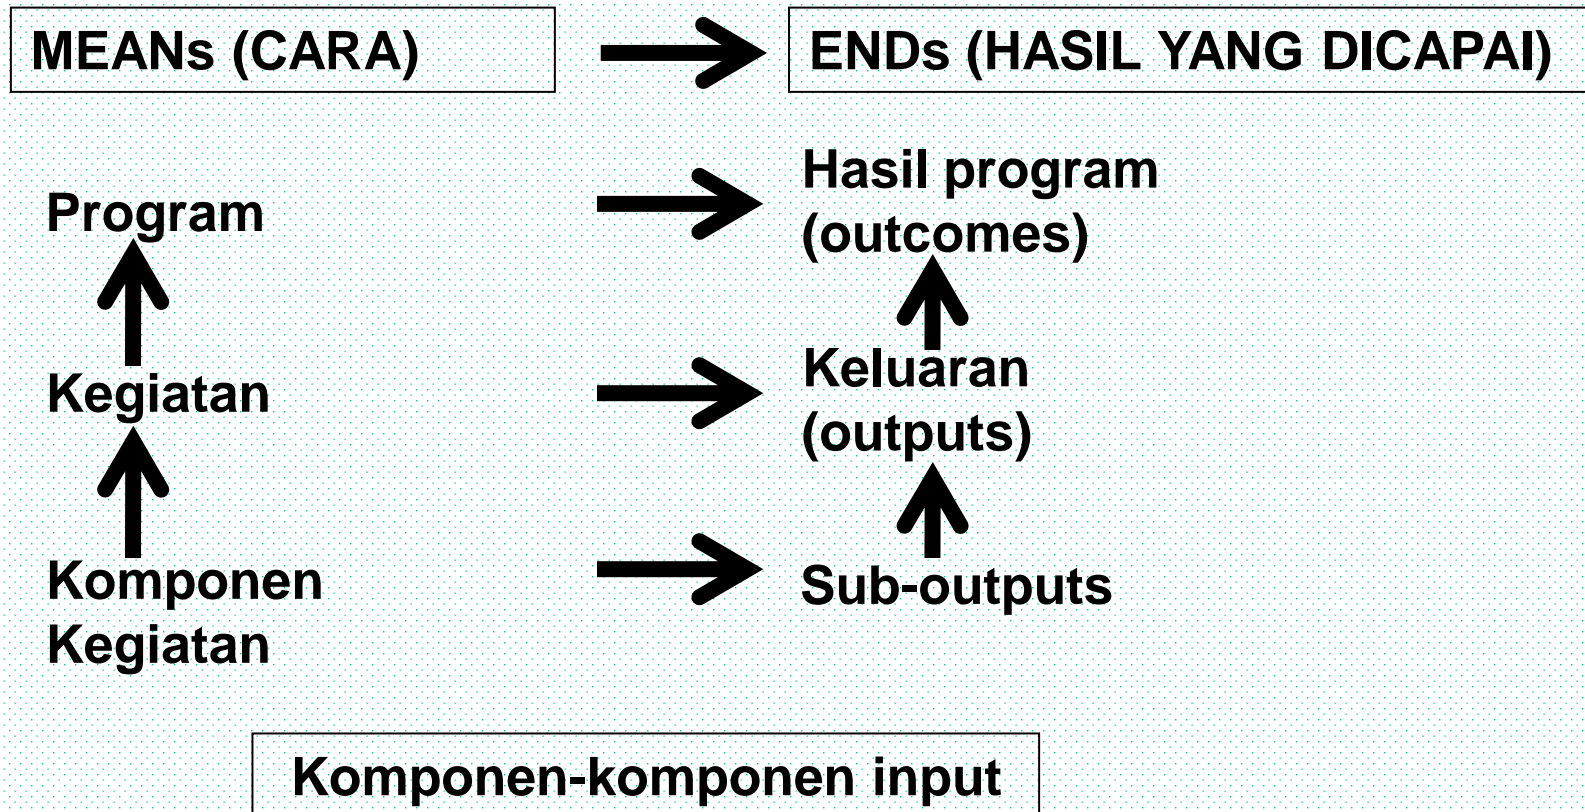 MEANs (CARA)
ENDs (HASIL YANG DICAPAI)
Program
Hasil program
(outcomes)
Kegiatan
Keluaran
(outputs)
Komponen
Kegiatan
Sub-outputs
Komponen-komponen input